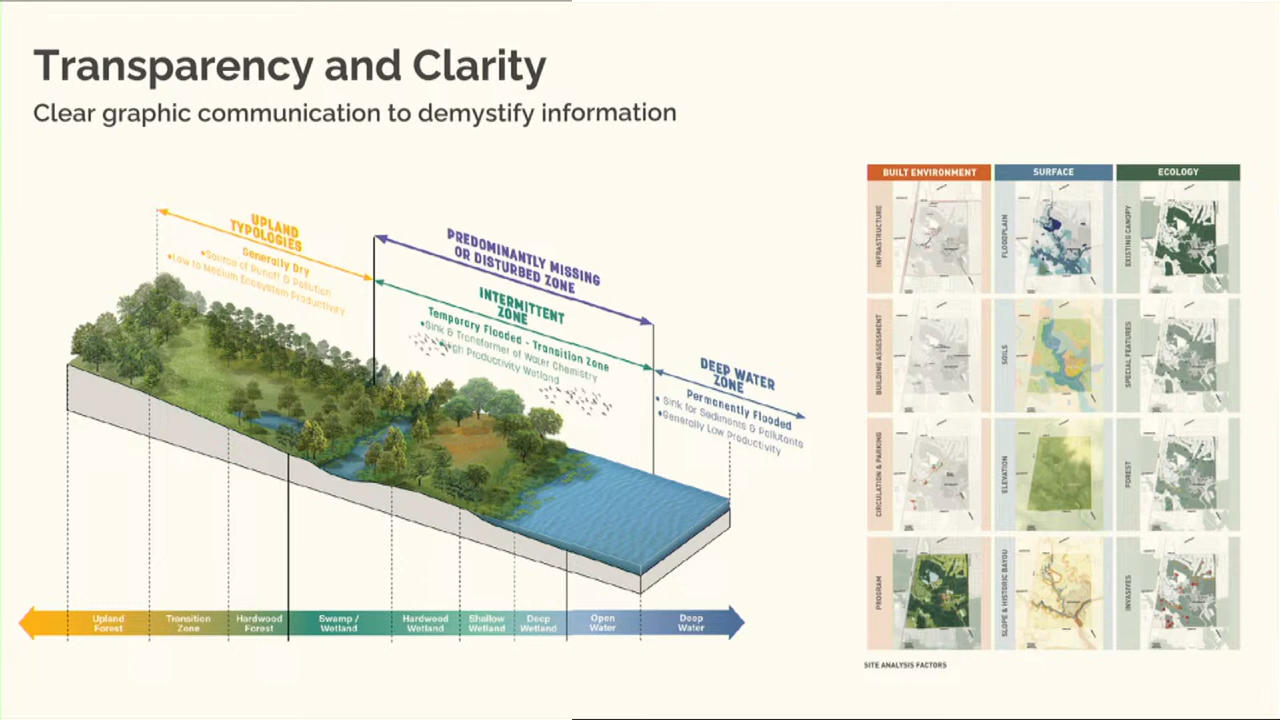 Transparency and Clarity
Clear graphic communication to demystify information
UPLAND
TYPOLOGIES
Generally Dry
•Source of Runoff & Pollution
•Low to Medium Ecosystem Productivity
PREDOMINANTLY MISSING
OR DISTURBED ZONE
INTERMITTENT
ZONE
Temporary Flooded - Transition Zone
•Sink & Transformer of Water Chemistry
High Productivity Wetland
DEEP WATER
ZONE
Permanently Flooded
• Sink for Sediments & Pollutants
•Generally Low Productivity
Upland
Forest
Transition
Zone
Hardwood
Forest
Swamp /
Wetland
Hardwood
Wetland
Shallow
Wetland
Deep
Wetland
Open
Water
Deep
Water
BUILT ENVIRONMENT
SURFACE
ECOLOGY
INFRASTRUCTURE
FLOODPLAIN
EXISTING CANOPY
BUILDING ASSESSMENT
SOILS
SPECIAL FEATURES
CIRCULATION & PARKING
ELEVATION
FOREST
PROGRAM
SLOPE & HISTORIC BAYOU
INVASIVES
SITE ANALYSIS FACTORS